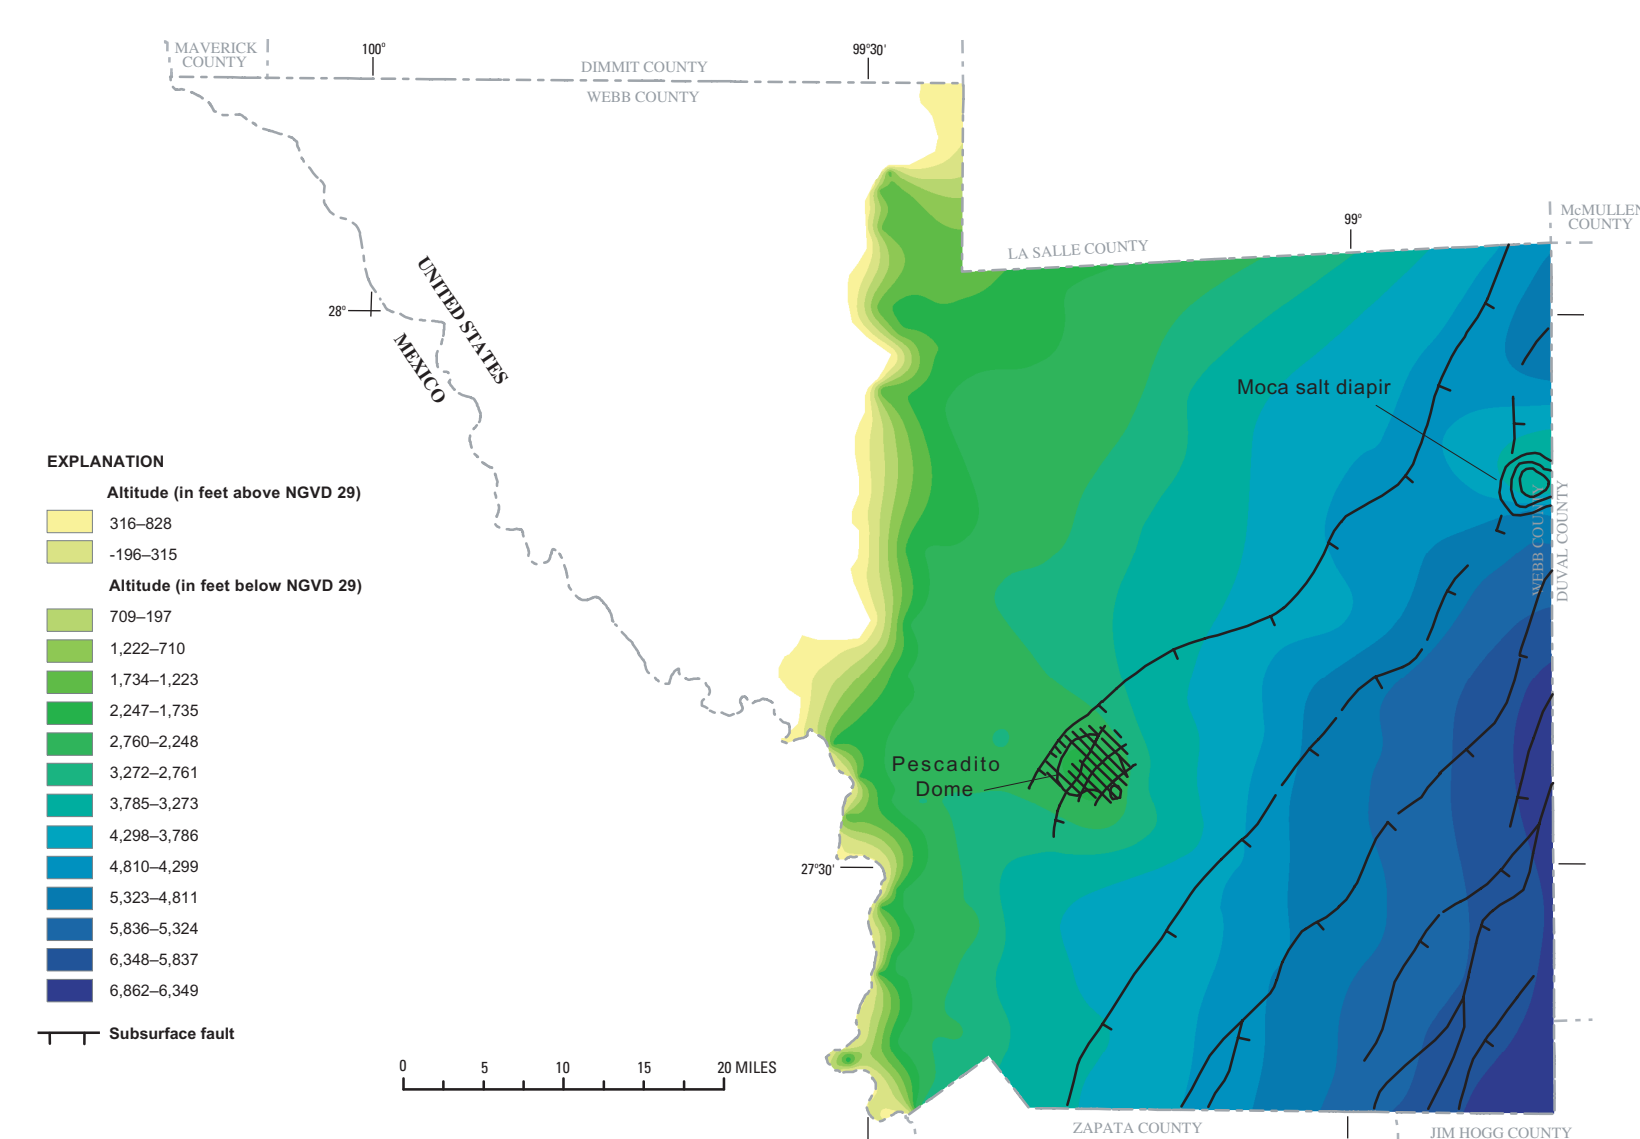 MAVERICK
COUNTY
100°
99°30'
DIMMIT COUNTY
WEBB COUNTY
McMULLEN
COUNTY
99°
LA SALLE COUNTY
UNITED STATES
MEXICO
28°
Moca salt diapir
WEBB COUNTY
DUVAL COUNTY
EXPLANATION
Altitude (in feet above NGVD 29)
316–828
-196–315
Altitude (in feet below NGVD 29)
709–197
1,222–710
1,734–1,223
2,247–1,735
2,760–2,248
3,272–2,761
3,785–3,273
4,298–3,786
4,810–4,299
5,323–4,811
5,836–5,324
6,348–5,837
6,862–6,349
Subsurface fault
Pescadito
Dome
27°30'
0 5 10 15 20 MILES
ZAPATA COUNTY
JIM HOGG COUNTY